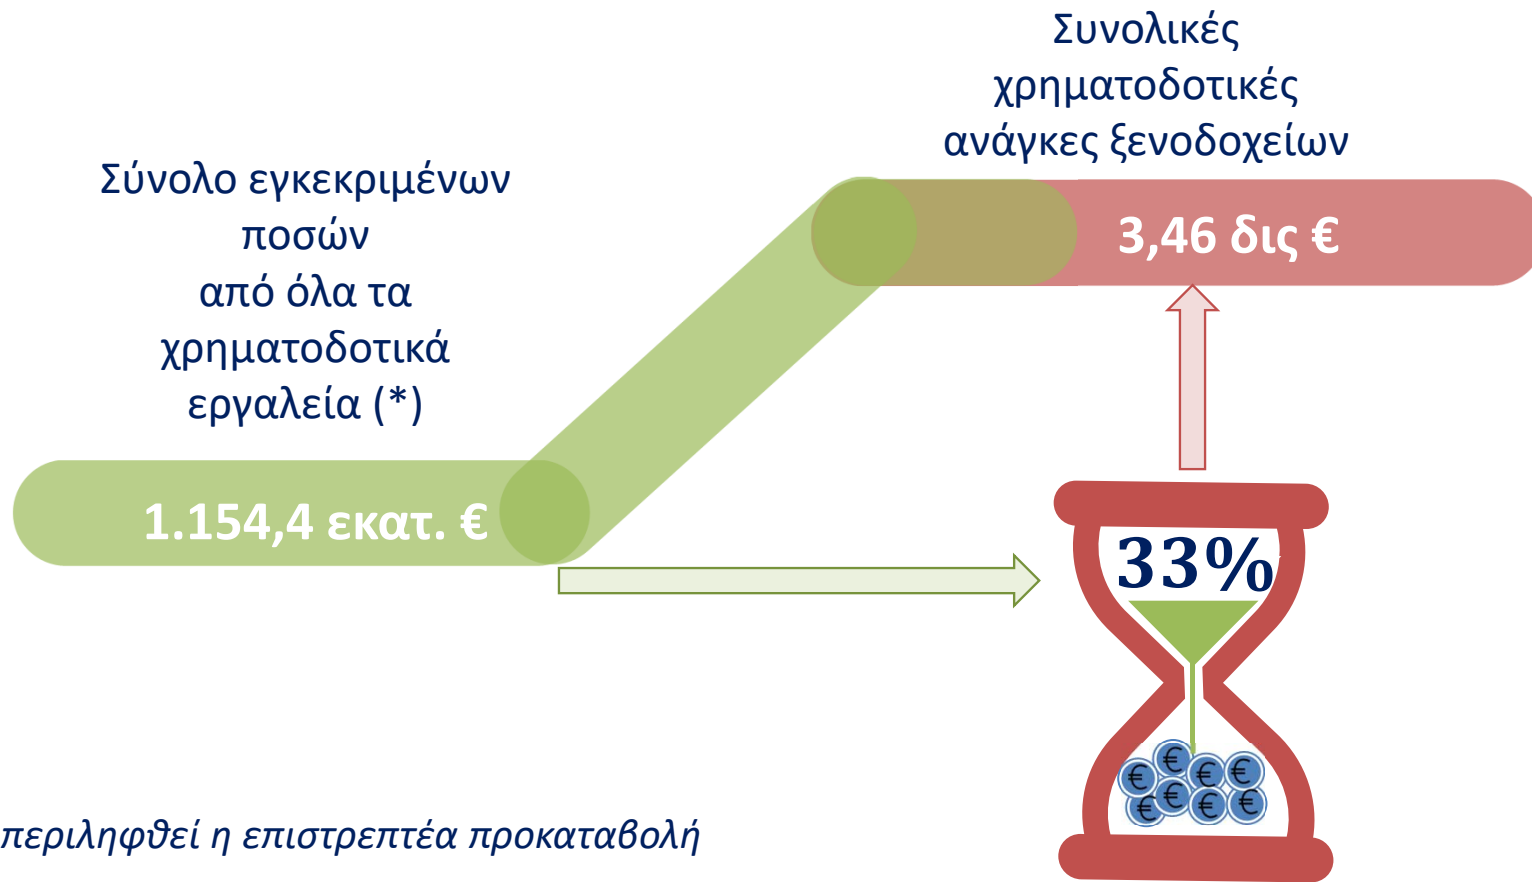 Συνολικές
χρηματοδοτικές
ανάγκες ξενοδοχείων
3,46 δις €
Σύνολο εγκεκριμένων
ποσών
από όλα τα
χρηματοδοτικά
εργαλεία (*)
1.154,4 εκατ. €
33%
€ € € €
€ € € €
περιληφθεί η επιστρεπτέα προκαταβολή